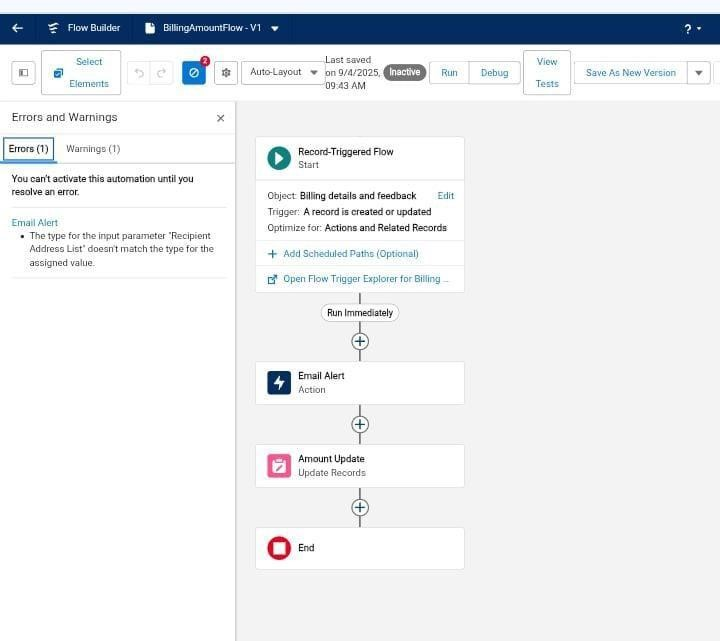 Flow Builder
BillingAmountFlow - V1
?
Select
Elements
2
Auto-Layout
Last saved
on 9/4/2025,
09:43 AM
Inactive
Run
Debug
View
Tests
Save As New Version
Errors and Warnings
Errors (1)
Warnings (1)
You can't activate this automation until you
resolve an error.
Email Alert
• The type for the input parameter "Recipient
Address List" doesn't match the type for the
assigned value.
Record-Triggered Flow
Start
Object: Billing details and feedback
Edit
Trigger: A record is created or updated
Optimize for: Actions and Related Records
+ Add Scheduled Paths (Optional)
Open Flow Trigger Explorer for Billing ...
Run Immediately
Email Alert
Action
Amount Update
Update Records
End